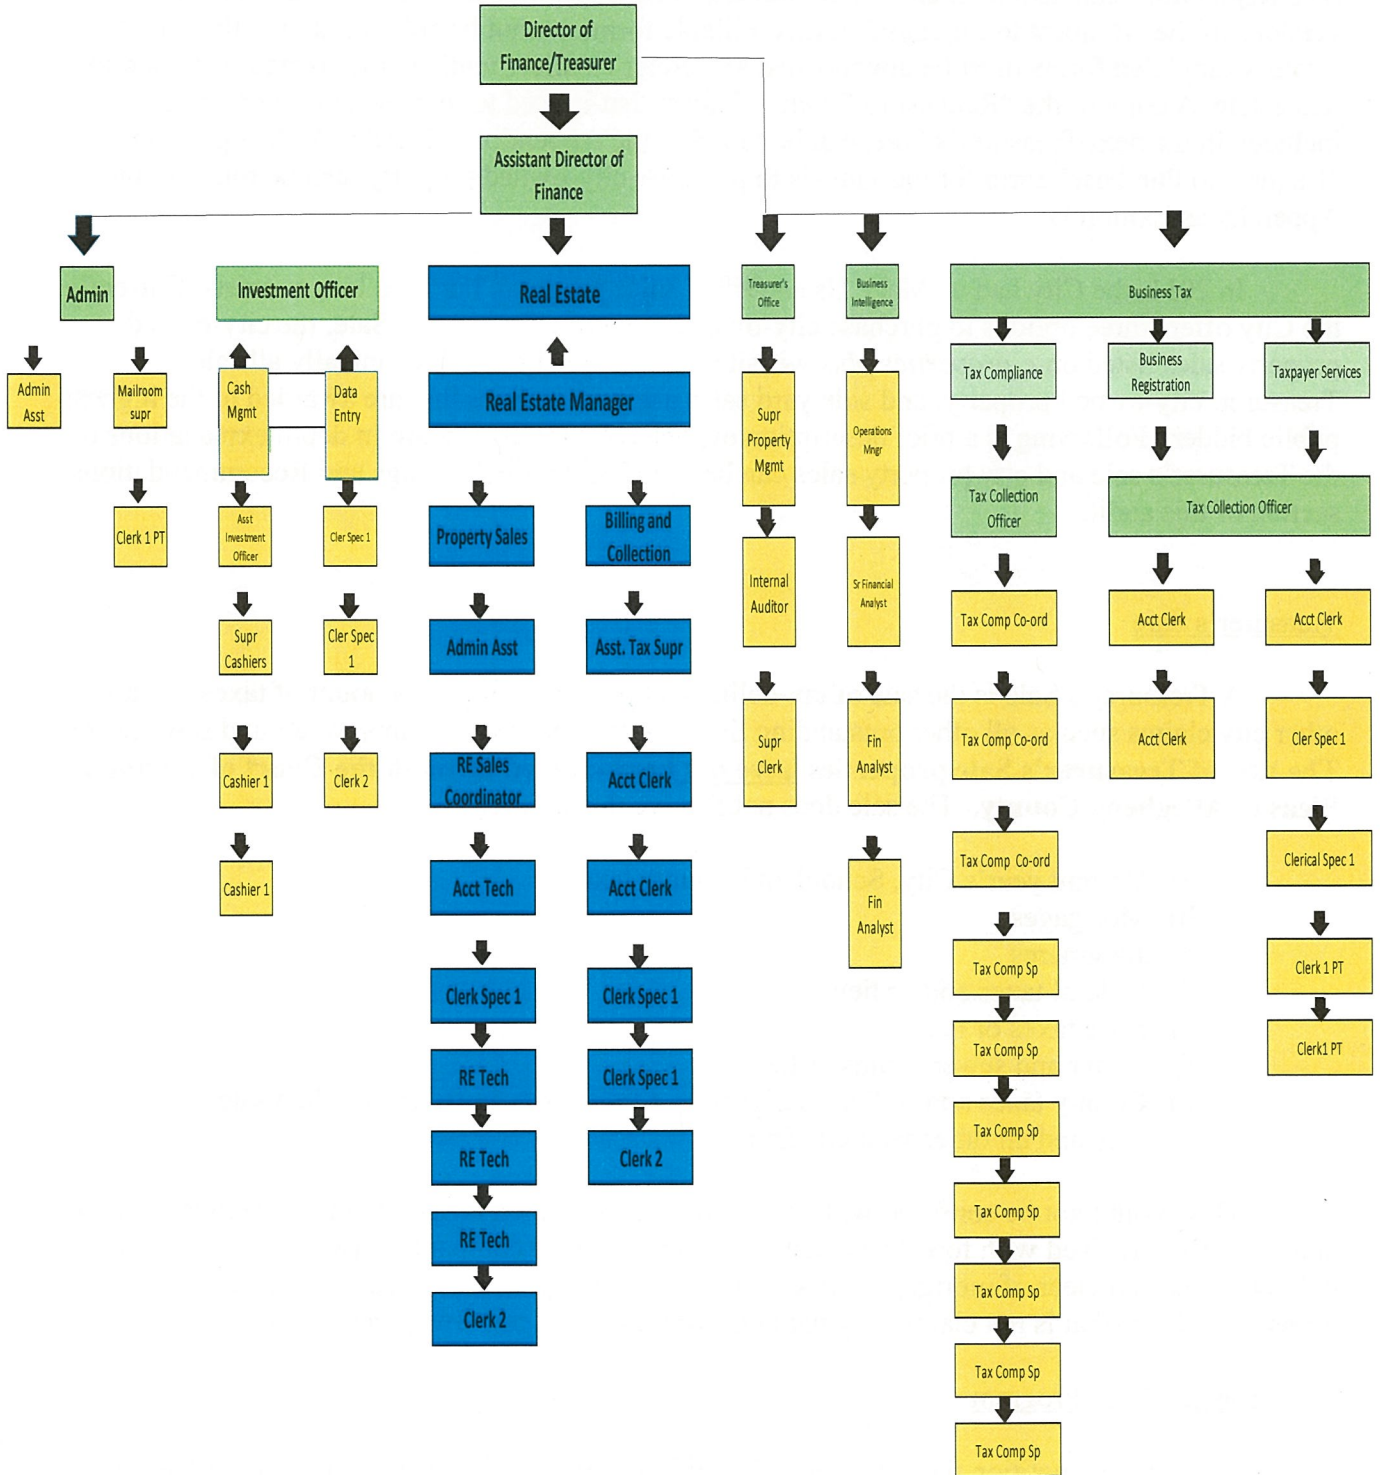 Director of
Finance/Treasurer
Assistant Director of
Finance
Admin
Investment Officer
Real Estate
Treasurer's
Office
Business
Intelligence
Business Tax
Admin
Asst
Mailroom
supr
Cash
Mgmt
Data
Entry
Real Estate Manager
Supr
Property
Mgmt
Operations
Mngr
Tax Compliance
Business
Registration
Taxpayer Services
Clerk 1 PT
Asst
Investment
Officer
Cler Spec 1
Property Sales
Billing and
Collection
Tax Collection
Officer
Tax Collection Officer
Internal
Auditor
Sr Financial
Analyst
Supr
Cashiers
Cler Spec
1
Admin Asst
Asst. Tax Supr
Tax Comp Co-ord
Acct Clerk
Acct Clerk
Cashier 1
Clerk 2
RE Sales
Coordinator
Acct Clerk
Supr
Clerk
Fin
Analyst
Tax Comp Co-ord
Acct Clerk
Cler Spec 1
Cashier 1
Acct Tech
Acct Clerk
Fin
Analyst
Tax Comp Co-ord
Clerical Spec 1
Clerk Spec 1
Clerk Spec 1
Tax Comp Sp
Clerk 1 PT
RE Tech
Clerk Spec 1
Tax Comp Sp
Clerk1 PT
RE Tech
Clerk 2
Tax Comp Sp
RE Tech
Tax Comp Sp
Clerk 2
Tax Comp Sp
Tax Comp Sp
Tax Comp Sp